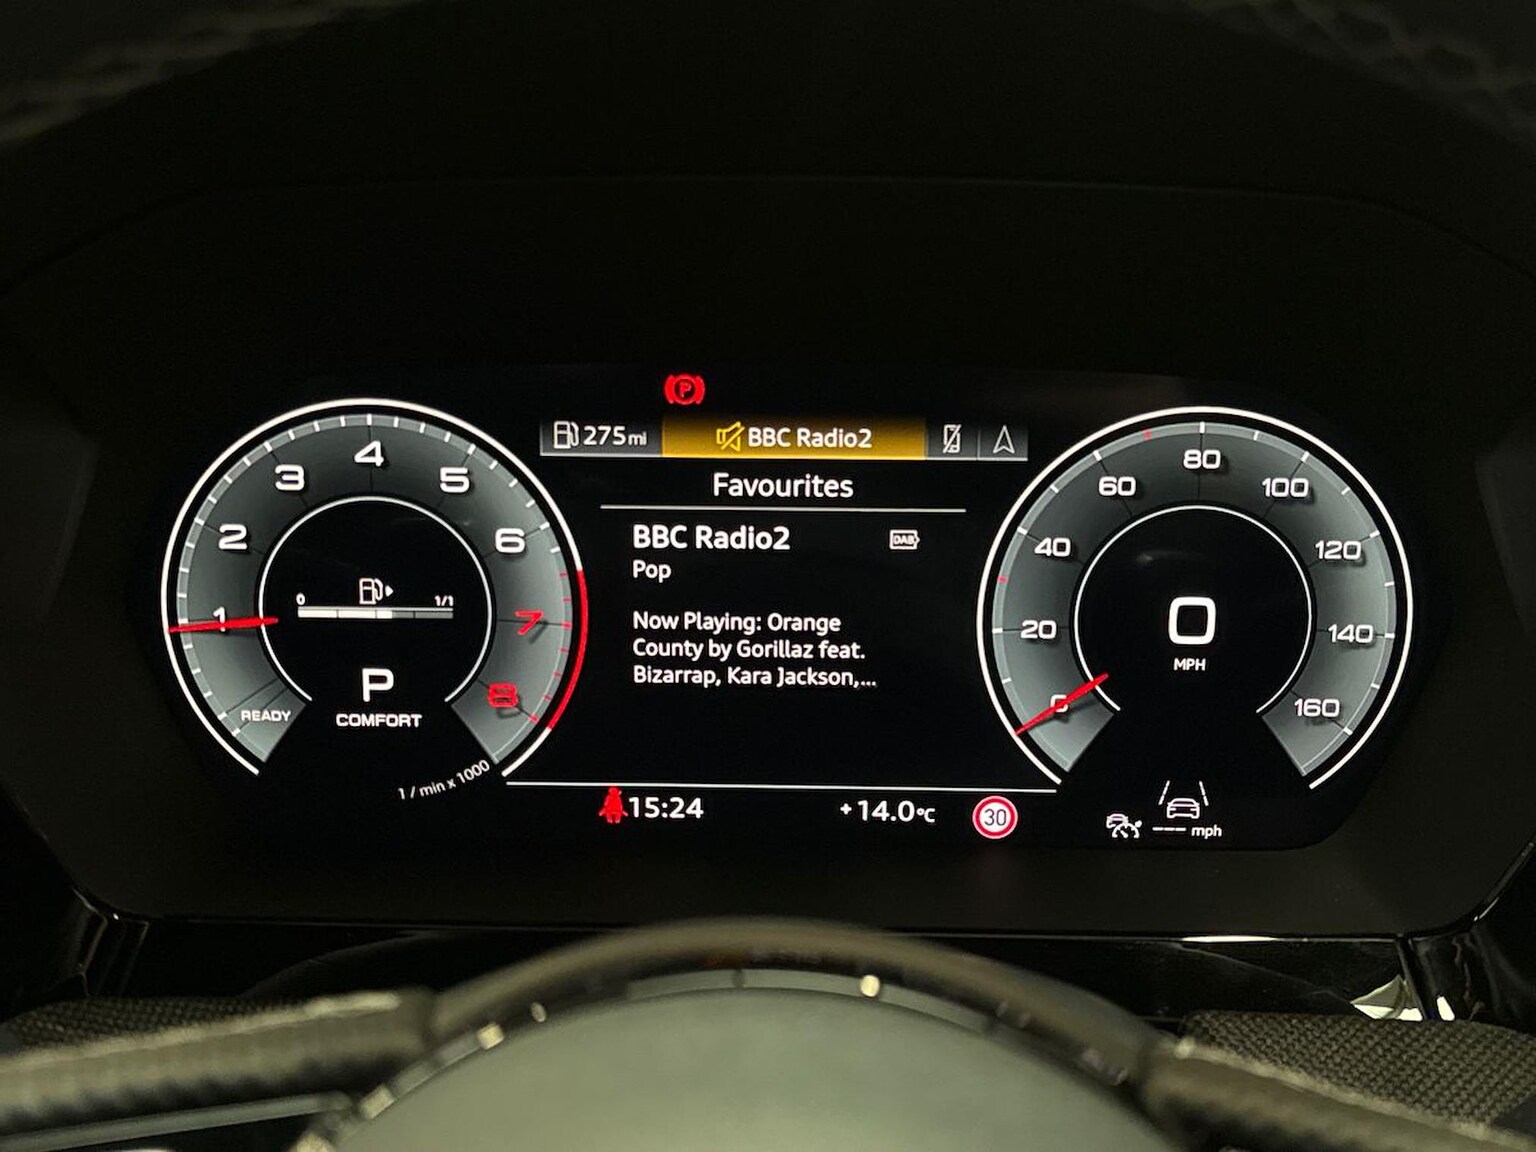 P
275 mi
BBC Radio2
Favourites
BBC Radio2
DAB
Pop
Now Playing: Orange
County by Gorillaz feat.
Bizarrap, Kara Jackson,...
1
2
3
4
5
6
7
8
0 1/1
P
COMFORT
READY
1 / min x 1000
0
20
40
60
80
100
120
140
160
0
MPH
15:24
+14.0°C
30
--- mph